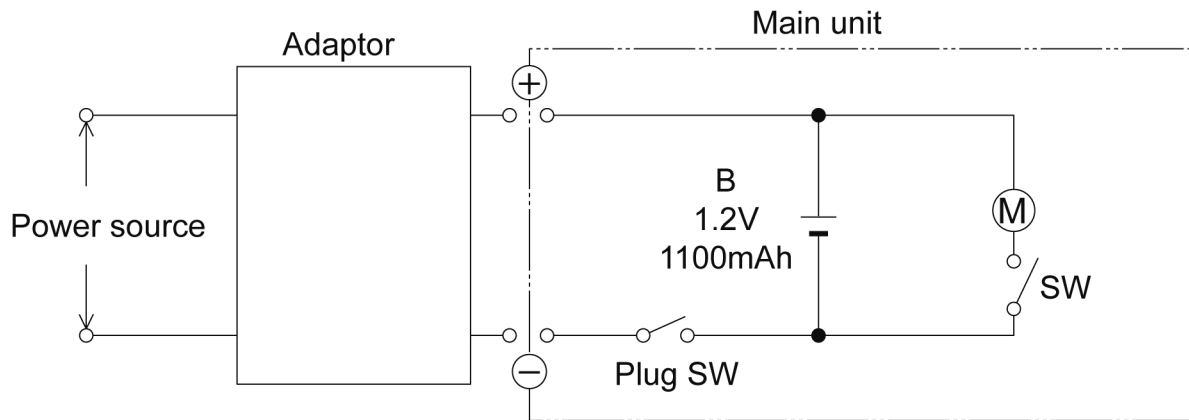 Main unit
Adaptor
+
B
1.2V
1100mAh
M
Power source
SW
Plug SW
−